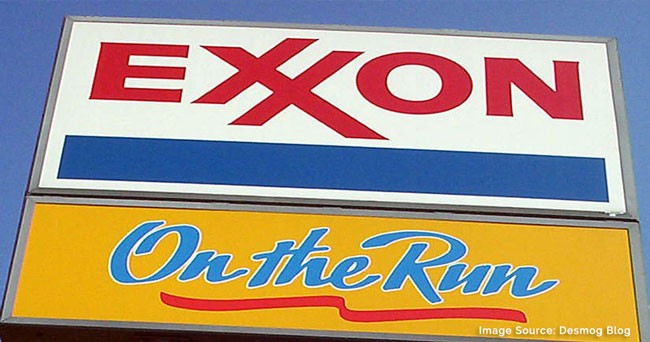 EXXON
On the Run
Image Source: Desmog Blog